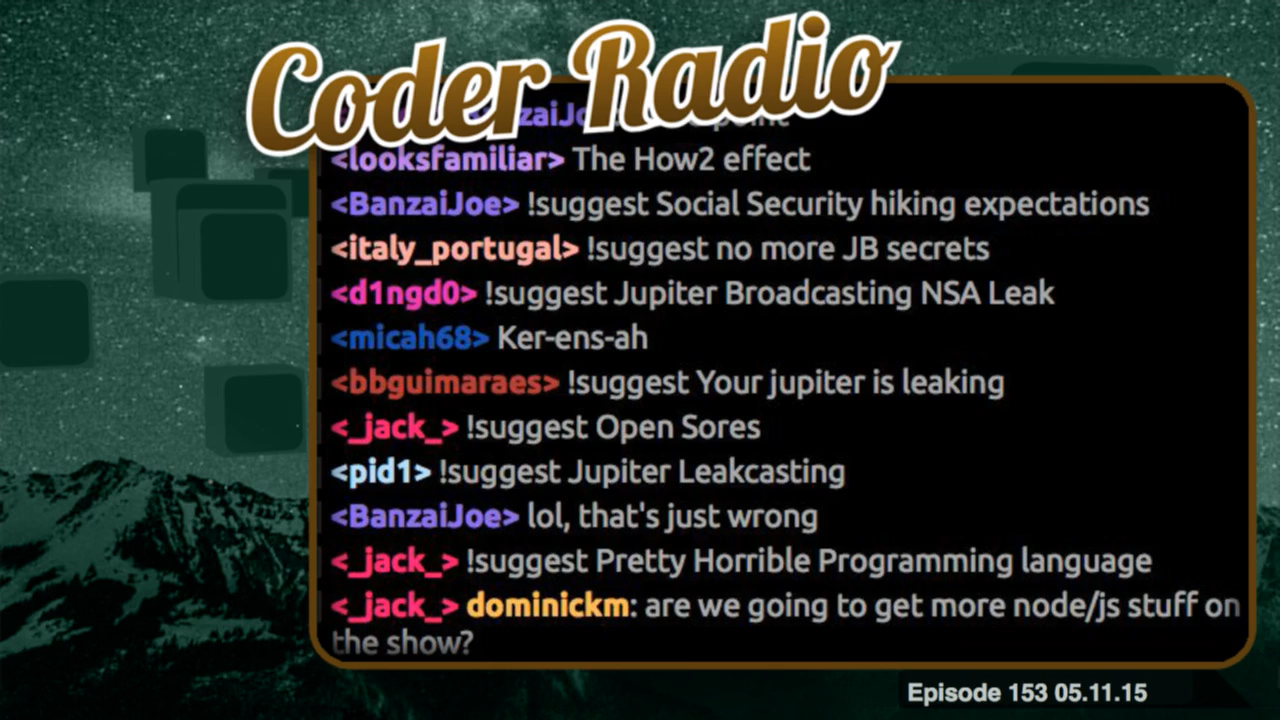 Coder Radio
zaiJo
<looksfamiliar> The How2 effect
<BanzaiJoe> !suggest Social Security hiking expectations
<italy_portugal> !suggest no more JB secrets
<d1ngd0> !suggest Jupiter Broadcasting NSA Leak
<micah68> Ker-ens-ah
<bbguimaraes> !suggest Your jupiter is leaking
<_jack_> !suggest Open Sores
<pid1> !suggest Jupiter Leakcasting
<BanzaiJoe> lol, that's just wrong
<_jack_> !suggest Pretty Horrible Programming language
<_jack_> dominickm: are we going to get more node/js stuff on
the show?
Episode 153 05.11.15